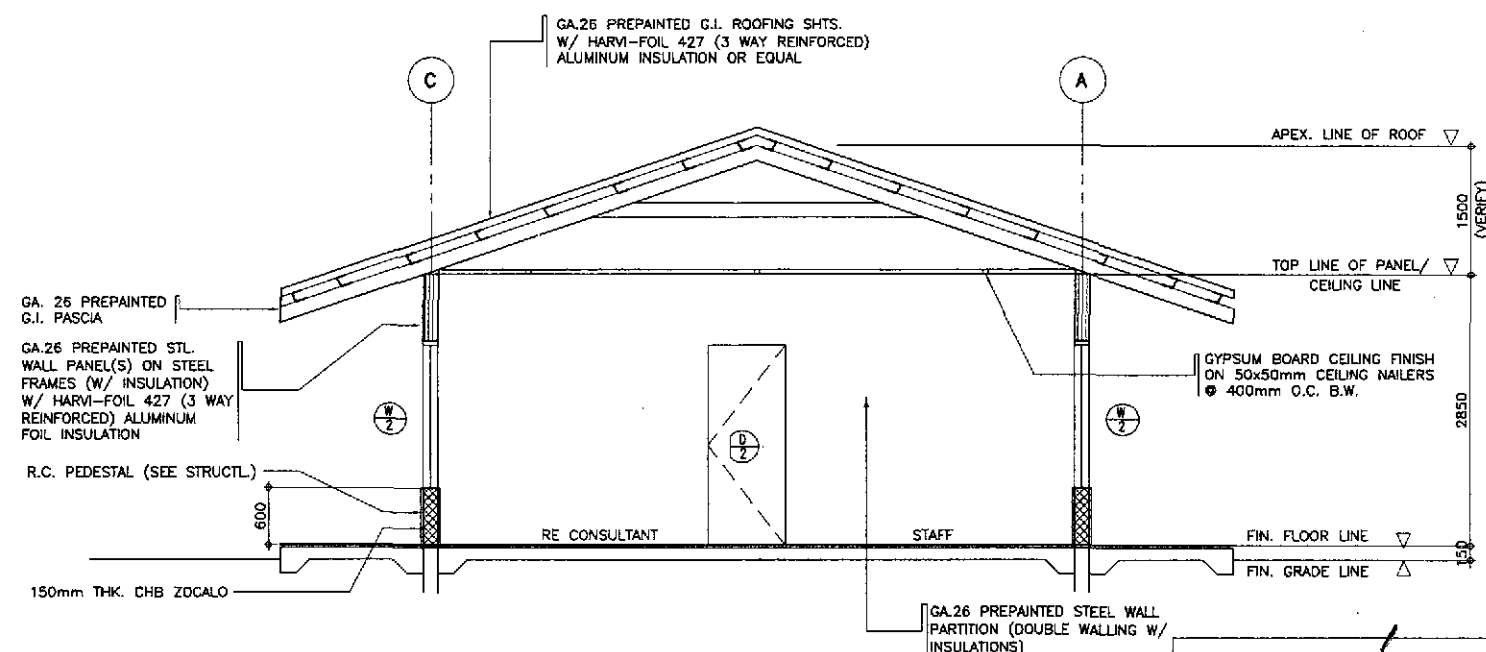 GA.26 PREPAINTED G.I. ROOFING SHTS.
W/ HARVI-FOIL 427 (3 WAY REINFORCED)
ALUMINUM INSULATION OR EQUAL
C
A
APEX. LINE OF ROOF
1500
(VERIFY)
TOP LINE OF PANEL/
CEILING LINE
GA. 26 PREPAINTED
G.I. PASCIA
GA.26 PREPAINTED STL.
WALL PANEL(S) ON STEEL
FRAMES (W/ INSULATION)
W/ HARVI-FOIL 427 (3 WAY
REINFORCED) ALUMINUM
FOIL INSULATION
GYPSUM BOARD CEILING FINISH
ON 50x50mm CEILING NAILERS
@ 400mm O.C. B.W.
2850
W
2
D
2
W
2
R.C. PEDESTAL (SEE STRUCTL.)
600
RE CONSULTANT
STAFF
FIN. FLOOR LINE
150
FIN. GRADE LINE
150mm THK. CHB ZOCALO
GA.26 PREPAINTED STEEL WALL
PARTITION (DOUBLE WALLING W/
INSULATIONS)